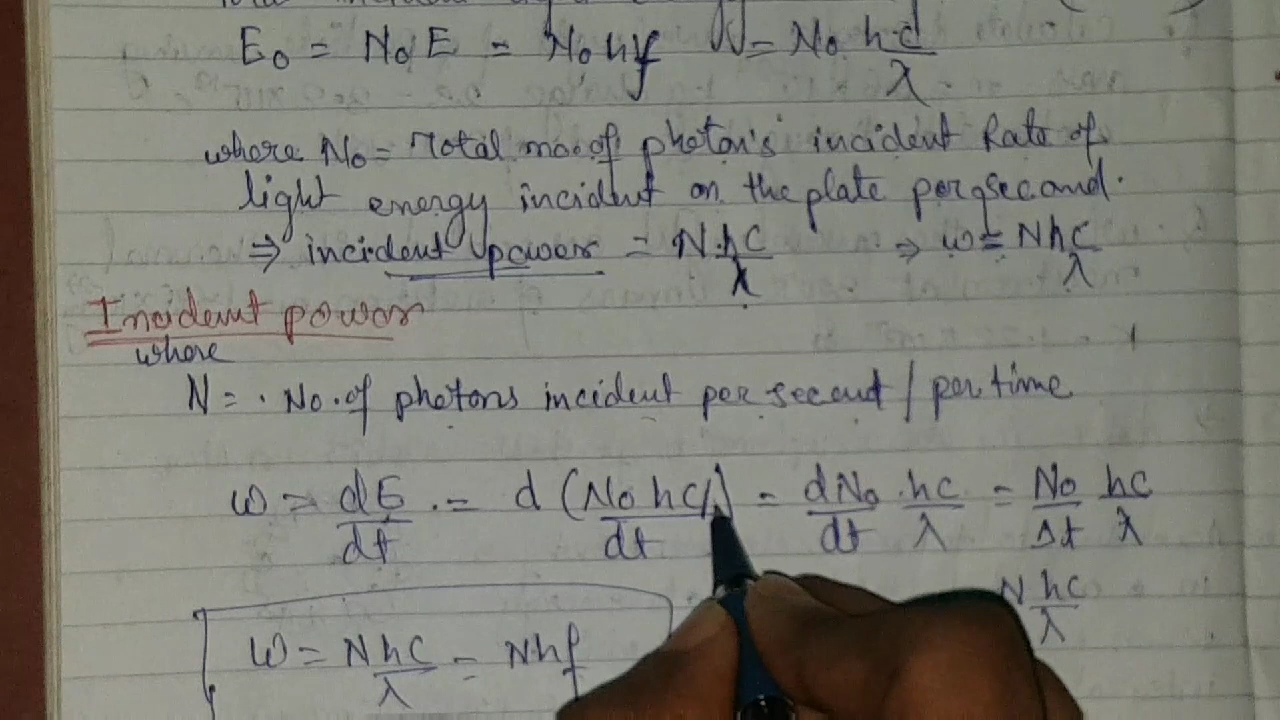 E₀ = N₀E = N₀hf = N₀ hc/λ
where N₀ = Total no. of photon's incident Rate of
light energy incident on the plate per second.
⇒ incident power = N.hc/λ ⇒ W = Nhc/λ
Incident power
where
N = . No. of photons incident per second / per time
W = dE/dt . = d (N₀ hc/λ)/dt = dN₀/dt . hc/λ = N₀/Δt hc/λ
N hc/λ
W = Nhc/λ = Nhf